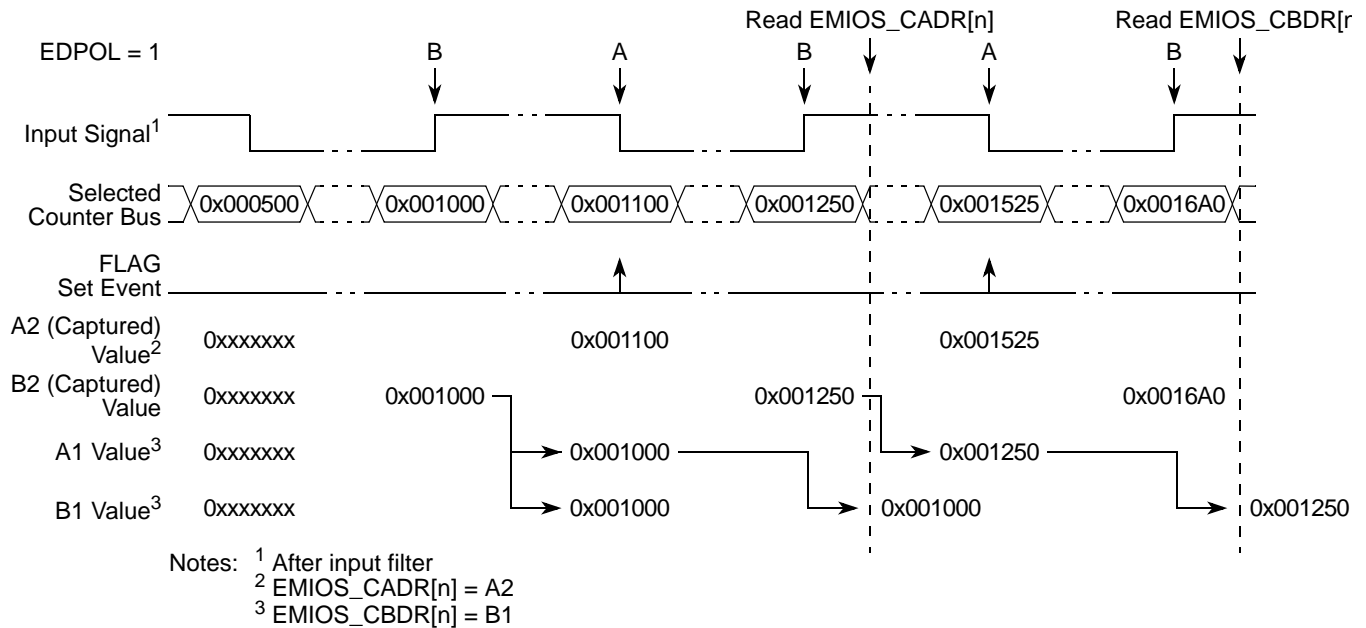 Read EMIOS_CADR[n] Read EMIOS_CBDR[n
EDPOL = 1 B A B A B
Input Signal1
Selected
Counter Bus
0x000500 0x001000 0x001100 0x001250 0x001525 0x0016A0
FLAG
Set Event
A2 (Captured)
Value2
0xxxxxxx 0x001100 0x001525
B2 (Captured)
Value
0xxxxxxx 0x001000 0x001250 0x0016A0
A1 Value3 0xxxxxxx 0x001000 0x001250
B1 Value3 0xxxxxxx 0x001000 0x001000 0x001250
Notes: 1 After input filter
2 EMIOS_CADR[n] = A2
3 EMIOS_CBDR[n] = B1